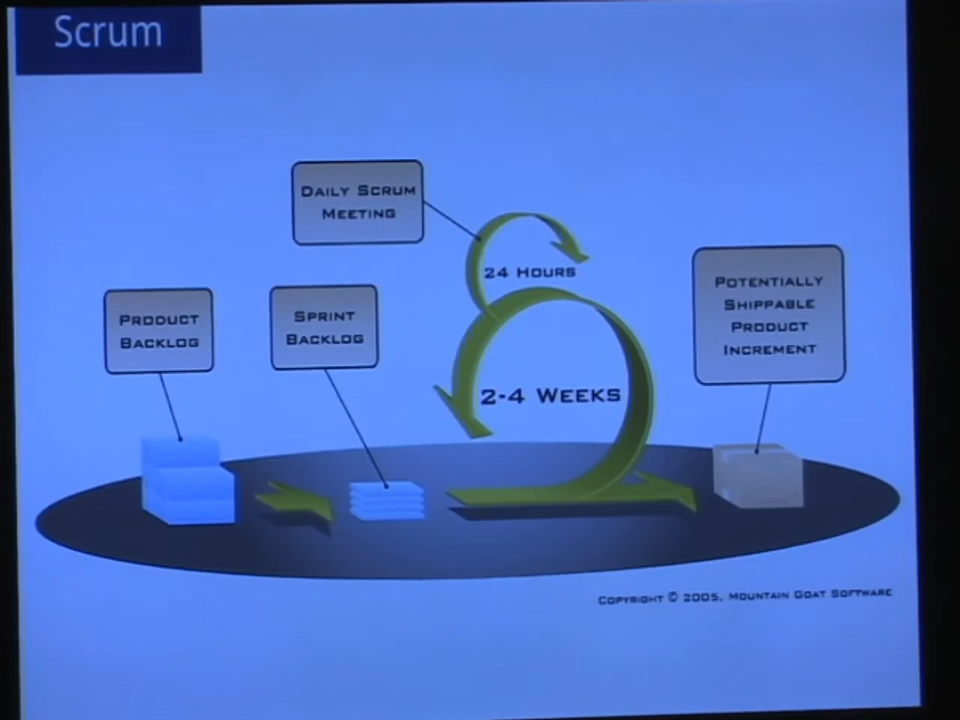 Scrum
DAILY SCRUM
MEETING
24 HOURS
PRODUCT
BACKLOG
SPRINT
BACKLOG
POTENTIALLY
SHIPPABLE
PRODUCT
INCREMENT
2-4 WEEKS
COPYRIGHT © 2005, MOUNTAIN GOAT SOFTWARE